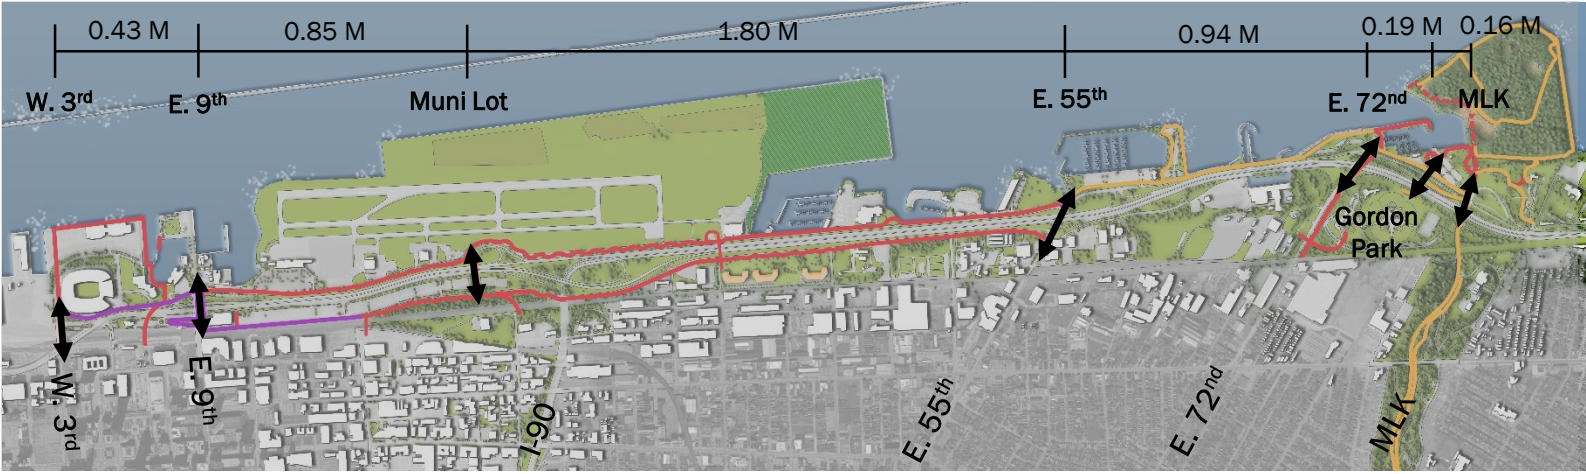 0.43 M
0.85 M
1.80 M
0.94 M
0.19 M
0.16 M
W. 3rd
E. 9th
Muni Lot
E. 55th
E. 72nd
MLK
Gordon
Park
W. 3rd
E. 9th
I-90
E. 55th
E. 72nd
MLK